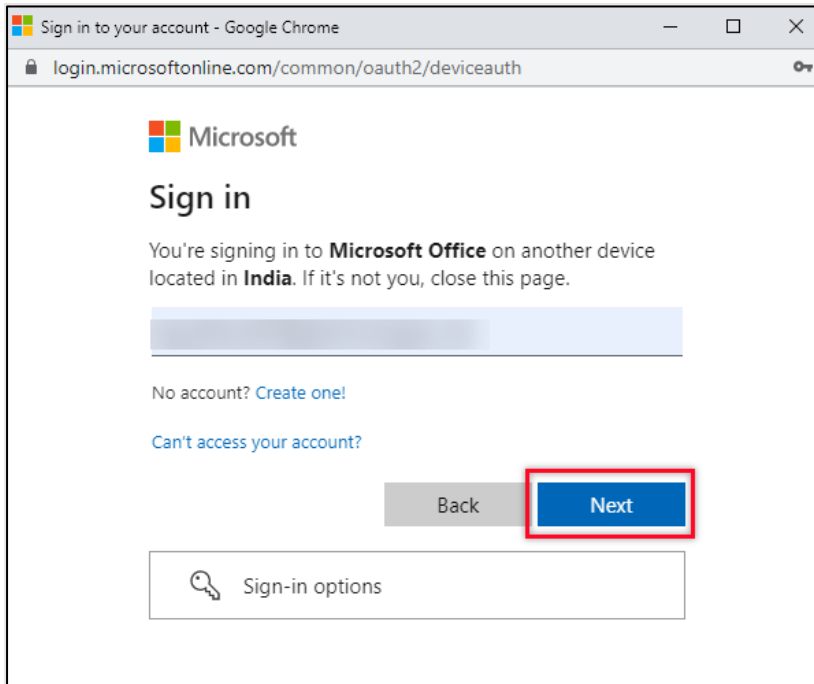 Sign in to your account - Google Chrome
login.microsoftonline.com/common/oauth2/deviceauth
Microsoft
Sign in
You're signing in to Microsoft Office on another device
located in India. If it's not you, close this page.
No account? Create one!
Can't access your account?
Back Next
Sign-in options